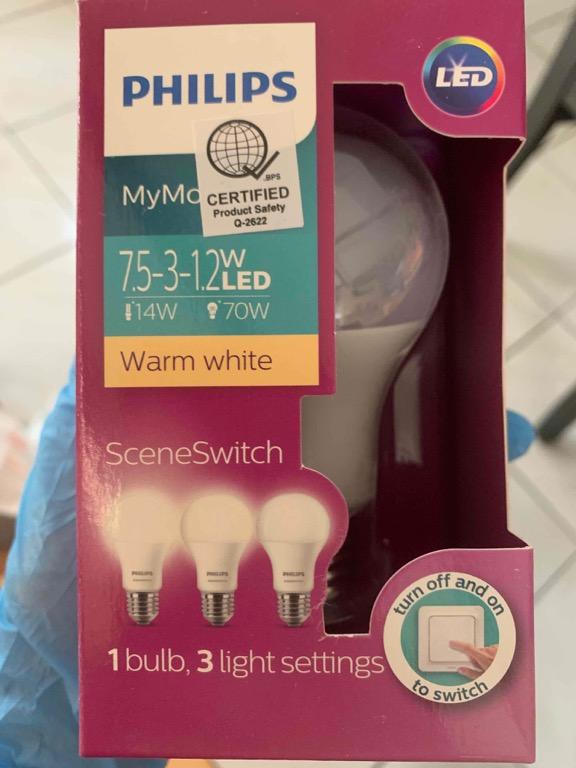 PHILIPS
LED
.BPS
CERTIFIED
Product Safety
Q-2622
MyMo
7.5-3-1.2W
LED
14W 70W
Warm white
SceneSwitch
PHILIPS PHILIPS PHILIPS
1 bulb, 3 light settings
turn off and on
to switch